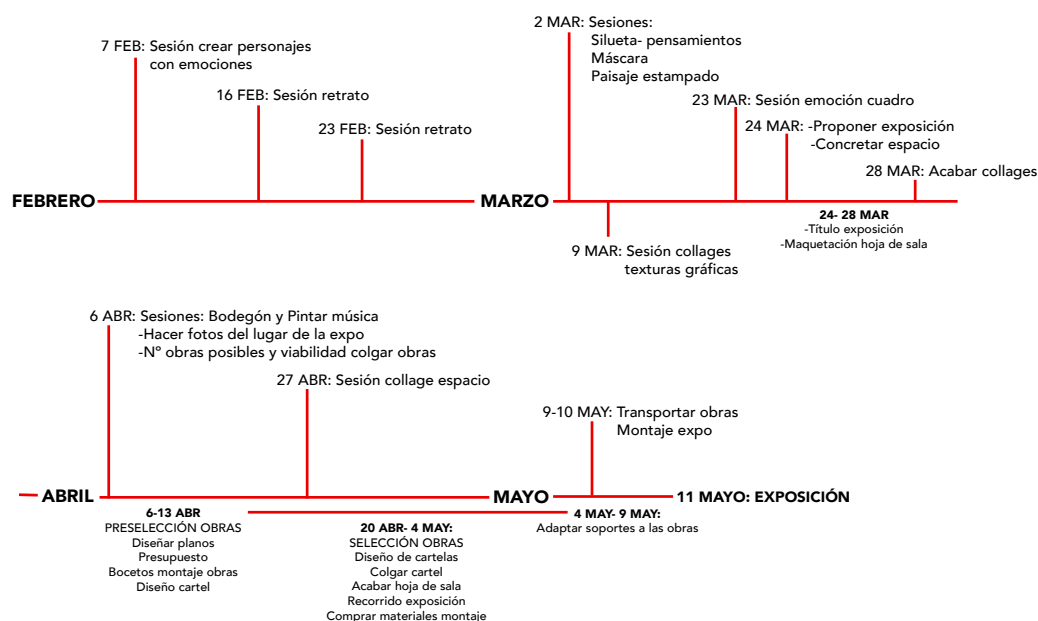 2 MAR: Sesiones:
Silueta- pensamientos
Máscara
Paisaje estampado
7 FEB: Sesión crear personajes
con emociones
16 FEB: Sesión retrato
23 FEB: Sesión retrato
23 MAR: Sesión emoción cuadro
24 MAR: -Proponer exposición
-Concretar espacio
28 MAR: Acabar collages
FEBRERO
MARZO
24- 28 MAR
-Título exposición
-Maquetación hoja de sala
9 MAR: Sesión collages
texturas gráficas
6 ABR: Sesiones: Bodegón y Pintar música
-Hacer fotos del lugar de la expo
-Nº obras posibles y viabilidad colgar obras
27 ABR: Sesión collage espacio
9-10 MAY: Transportar obras
Montaje expo
ABRIL
MAYO
11 MAYO: EXPOSICIÓN
6-13 ABR
PRESELECCIÓN OBRAS
Diseñar planos
Presupuesto
Bocetos montaje obras
Diseño cartel
20 ABR- 4 MAY:
SELECCIÓN OBRAS
Diseño de cartelas
Colgar cartel
Acabar hoja de sala
Recorrido exposición
Comprar materiales montaje
4 MAY- 9 MAY:
Adaptar soportes a las obras